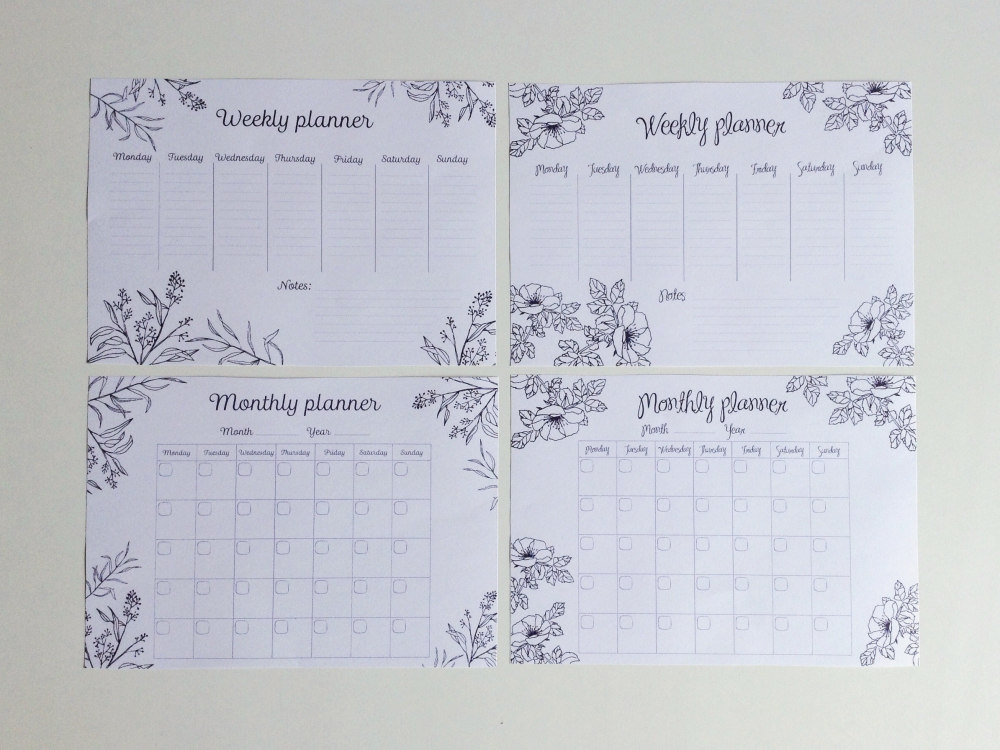 Weekly planner
Monday Tuesday Wednesday Thursday Friday Saturday Sunday
Notes:
Weekly planner
Monday Tuesday Wednesday Thursday Friday Saturday Sunday
Notes
Monthly planner
Month Year
Monday Tuesday Wednesday Thursday Friday Saturday Sunday
Monthly planner
Month Year
Monday Tuesday Wednesday Thursday Friday Saturday Sunday